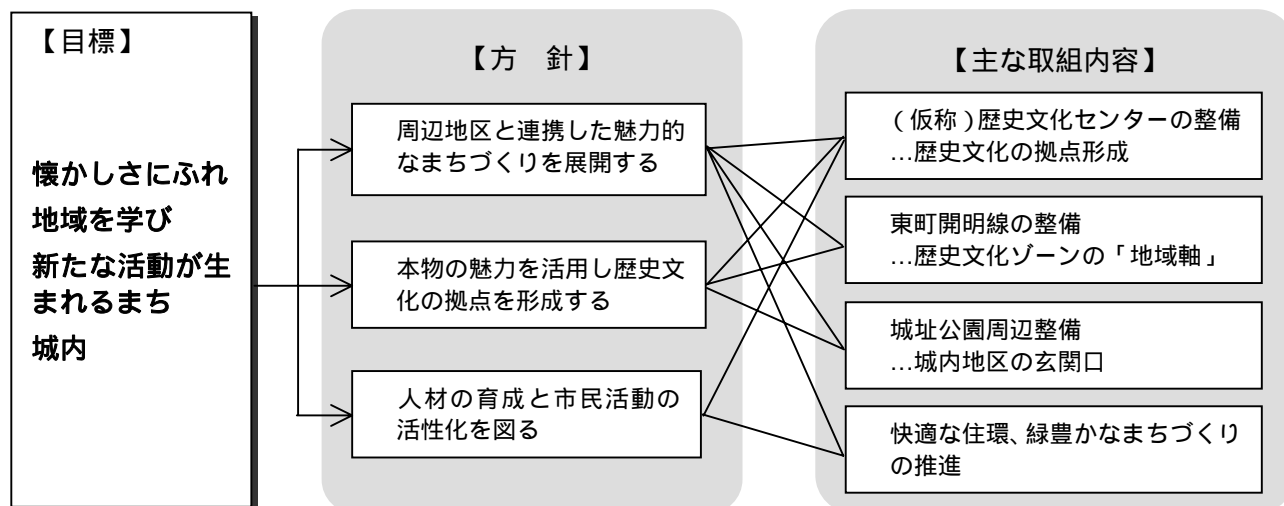 【目標】
懐かしさにふれ
地域を学び
新たな活動が生
まれるまち
城内
【方　針】
周辺地区と連携した魅力的
なまちづくりを展開する
本物の魅力を活用し歴史文
化の拠点を形成する
人材の育成と市民活動の
活性化を図る
【主な取組内容】
（仮称）歴史文化センターの整備
…歴史文化の拠点形成
東町開明線の整備
…歴史文化ゾーンの「地域軸」
城址公園周辺整備
…城内地区の玄関口
快適な住環、緑豊かなまちづくり
の推進